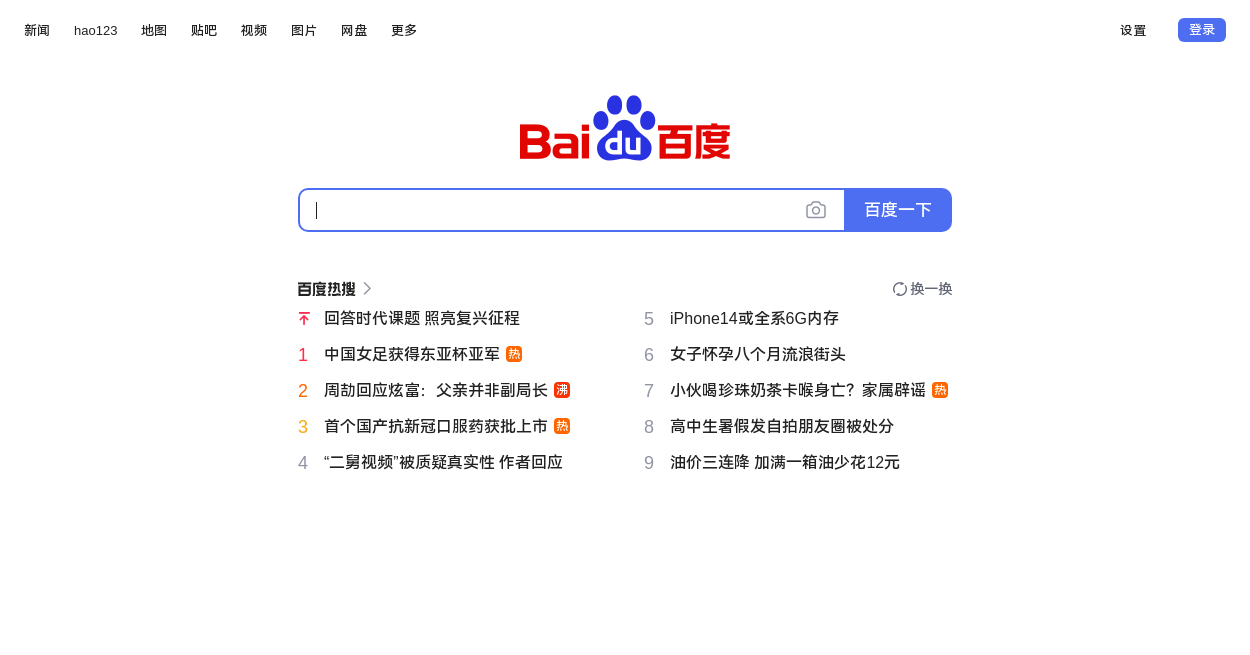 新闻 hao123 地图 贴吧 视频 图片 网盘 更多 设置 登录
Bai du 百度
百度一下
百度热搜 换一换
回答时代课题 照亮复兴征程
1 中国女足获得东亚杯亚军 热
2 周劼回应炫富：父亲并非副局长 沸
3 首个国产抗新冠口服药获批上市 热
4 “二舅视频”被质疑真实性 作者回应
5 iPhone14或全系6G内存
6 女子怀孕八个月流浪街头
7 小伙喝珍珠奶茶卡喉身亡？家属辟谣 热
8 高中生暑假发自拍朋友圈被处分
9 油价三连降 加满一箱油少花12元